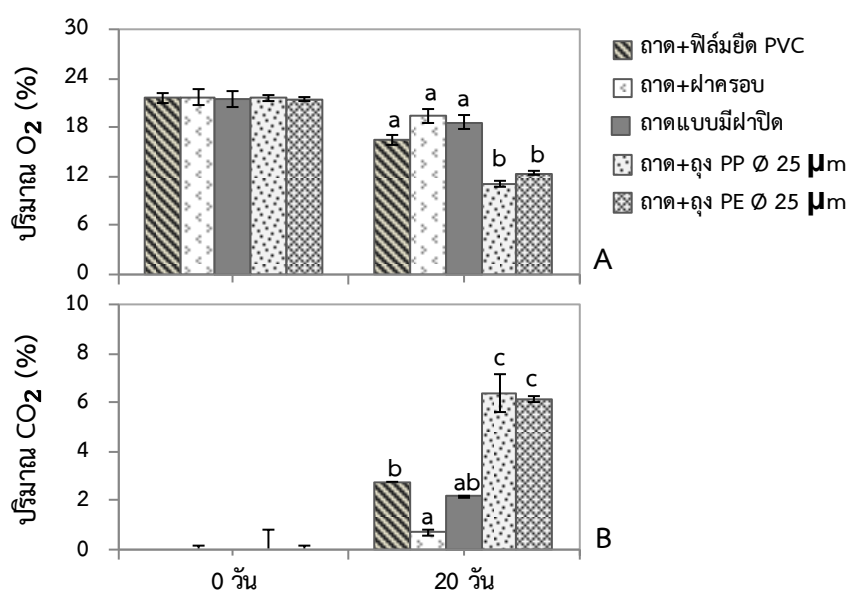 ปริมาณ O2 (%)
30
24
18
12
6
0
a
a
a
b
b
A
ถาด+ฟิล์มยืด PVC
ถาด+ฝาครอบ
ถาดแบบมีฝาปิด
ถาด+ถุง PP Ø 25 μm
ถาด+ถุง PE Ø 25 μm
ปริมาณ CO2 (%)
10
8
6
4
2
0
b
a
ab
c
c
B
0 วัน
20 วัน